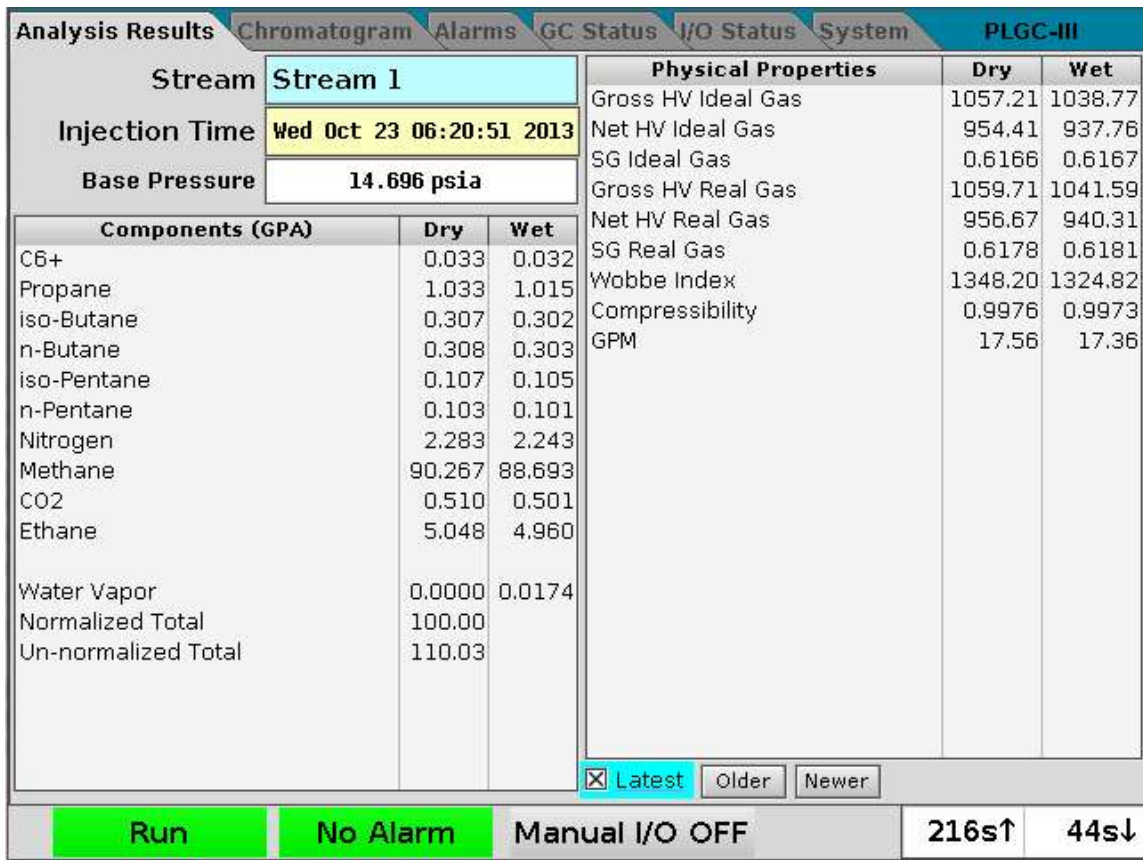 Analysis Results Chromatogram Alarms GC Status I/O Status System PLGC-III
Stream Stream 1
Injection Time Wed Oct 23 06:20:51 2013
Base Pressure 14.696 psia
Components (GPA) Dry Wet
C6+ 0.033 0.032
Propane 1.033 1.015
iso-Butane 0.307 0.302
n-Butane 0.308 0.303
iso-Pentane 0.107 0.105
n-Pentane 0.103 0.101
Nitrogen 2.283 2.243
Methane 90.267 88.693
CO2 0.510 0.501
Ethane 5.048 4.960
Water Vapor 0.0000 0.0174
Normalized Total 100.00
Un-normalized Total 110.03
Physical Properties Dry Wet
Gross HV Ideal Gas 1057.21 1038.77
Net HV Ideal Gas 954.41 937.76
SG Ideal Gas 0.6166 0.6167
Gross HV Real Gas 1059.71 1041.59
Net HV Real Gas 956.67 940.31
SG Real Gas 0.6178 0.6181
Wobbe Index 1348.20 1324.82
Compressibility 0.9976 0.9973
GPM 17.56 17.36
Latest Older Newer
Run No Alarm Manual I/O OFF 216s↑ 44s↓